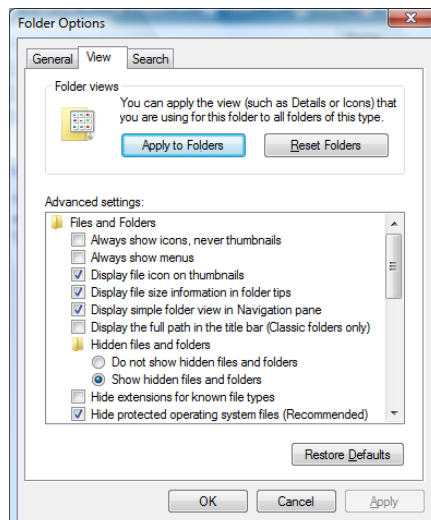 Folder Options
General View Search
Folder views
You can apply the view (such as Details or Icons) that
you are using for this folder to all folders of this type.
Apply to Folders Reset Folders
Advanced settings:
Files and Folders
Always show icons, never thumbnails
Always show menus
Display file icon on thumbnails
Display file size information in folder tips
Display simple folder view in Navigation pane
Display the full path in the title bar (Classic folders only)
Hidden files and folders
Do not show hidden files and folders
Show hidden files and folders
Hide extensions for known file types
Hide protected operating system files (Recommended)
Restore Defaults
OK Cancel Apply